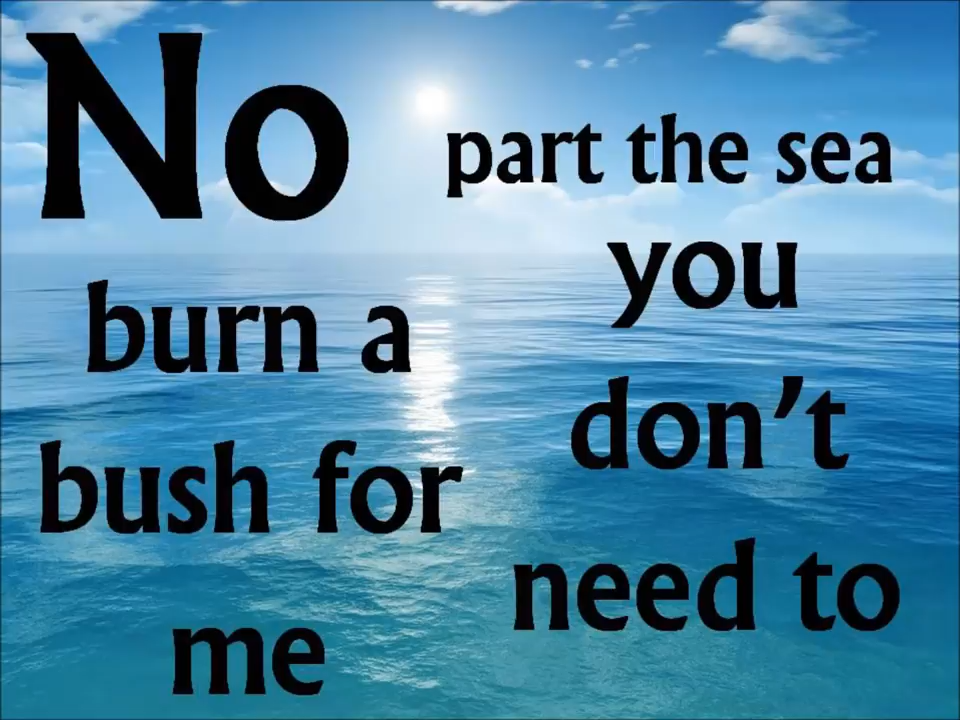 No
burn a
bush for
me
part the sea
you
don’t
need to